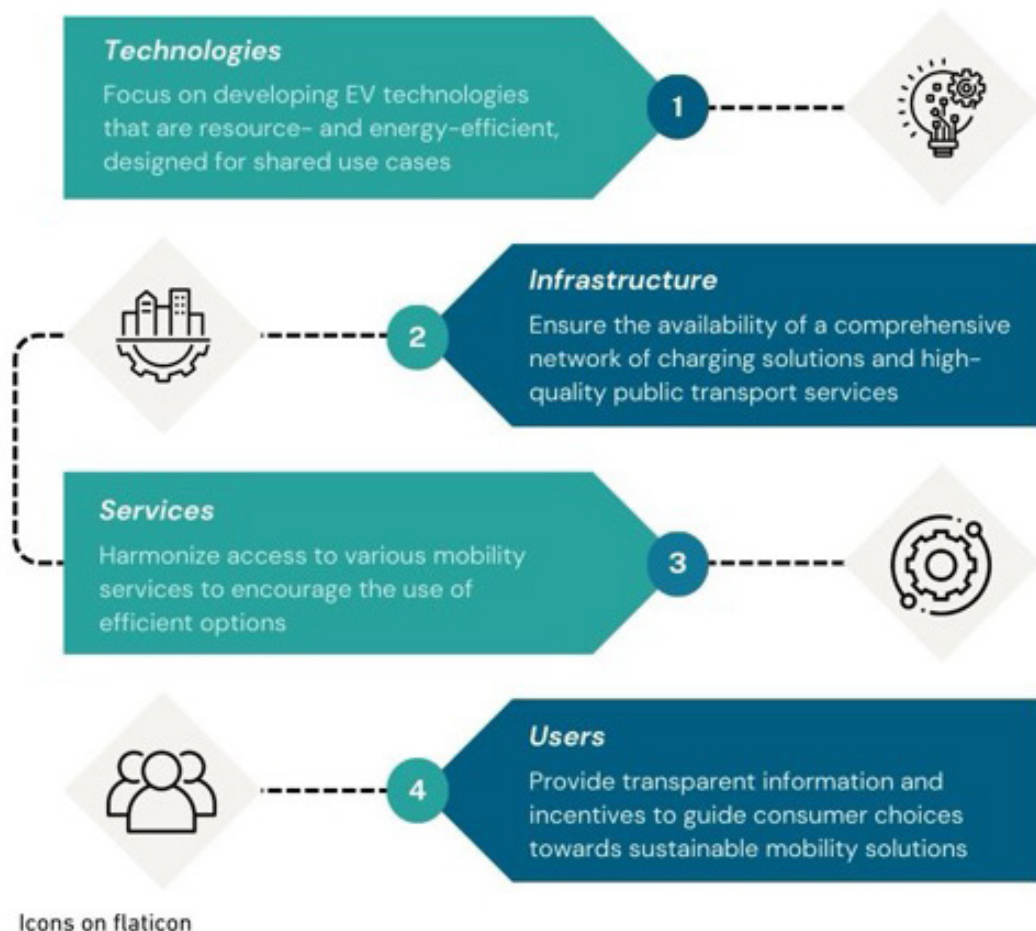 Technologies
Focus on developing EV technologies
that are resource- and energy-efficient,
designed for shared use cases
1
Infrastructure
2
Ensure the availability of a comprehensive
network of charging solutions and high-
quality public transport services
Services
Harmonize access to various mobility
services to encourage the use of
efficient options
3
Users
4
Provide transparent information and
incentives to guide consumer choices
towards sustainable mobility solutions
Icons on flaticon